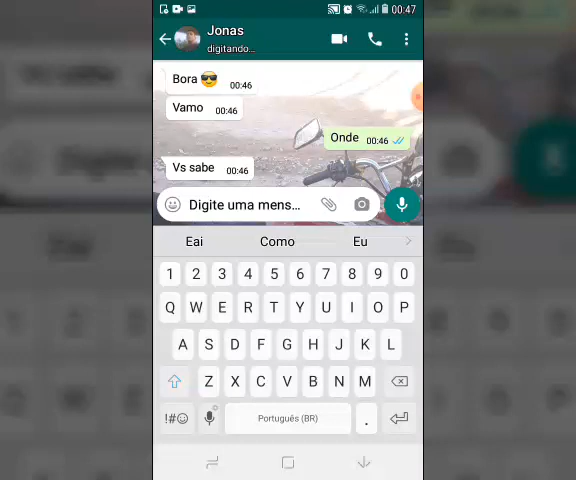 00:47
Jonas
digitando...
Bora 😎 00:46
Vamo 00:46
Onde 00:46
Vs sabe 00:46
Digite uma mens...
Eai Como Eu
1 2 3 4 5 6 7 8 9 0
Q W E R T Y U I O P
A S D F G H J K L
Z X C V B N M
!#☺ Português (BR) .